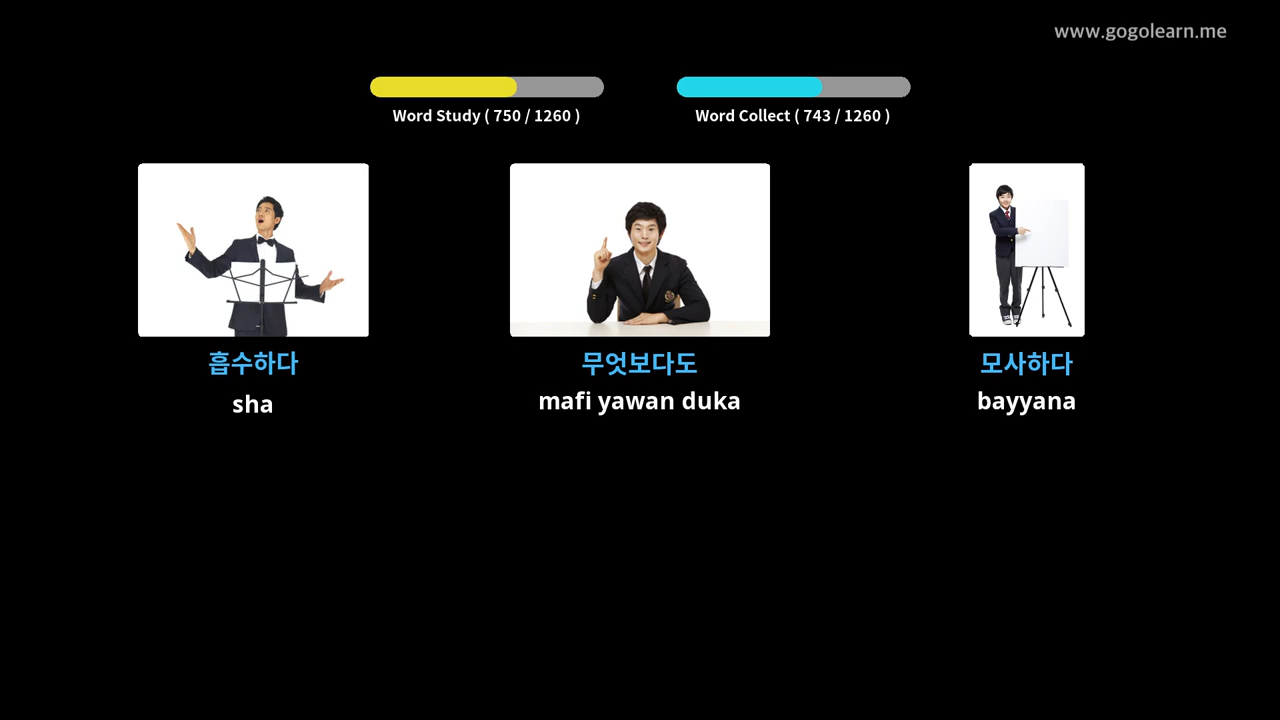 www.gogolearn.me
Word Study ( 750 / 1260 )
Word Collect ( 743 / 1260 )
흡수하다
sha
무엇보다도
mafi yawan duka
모사하다
bayyana